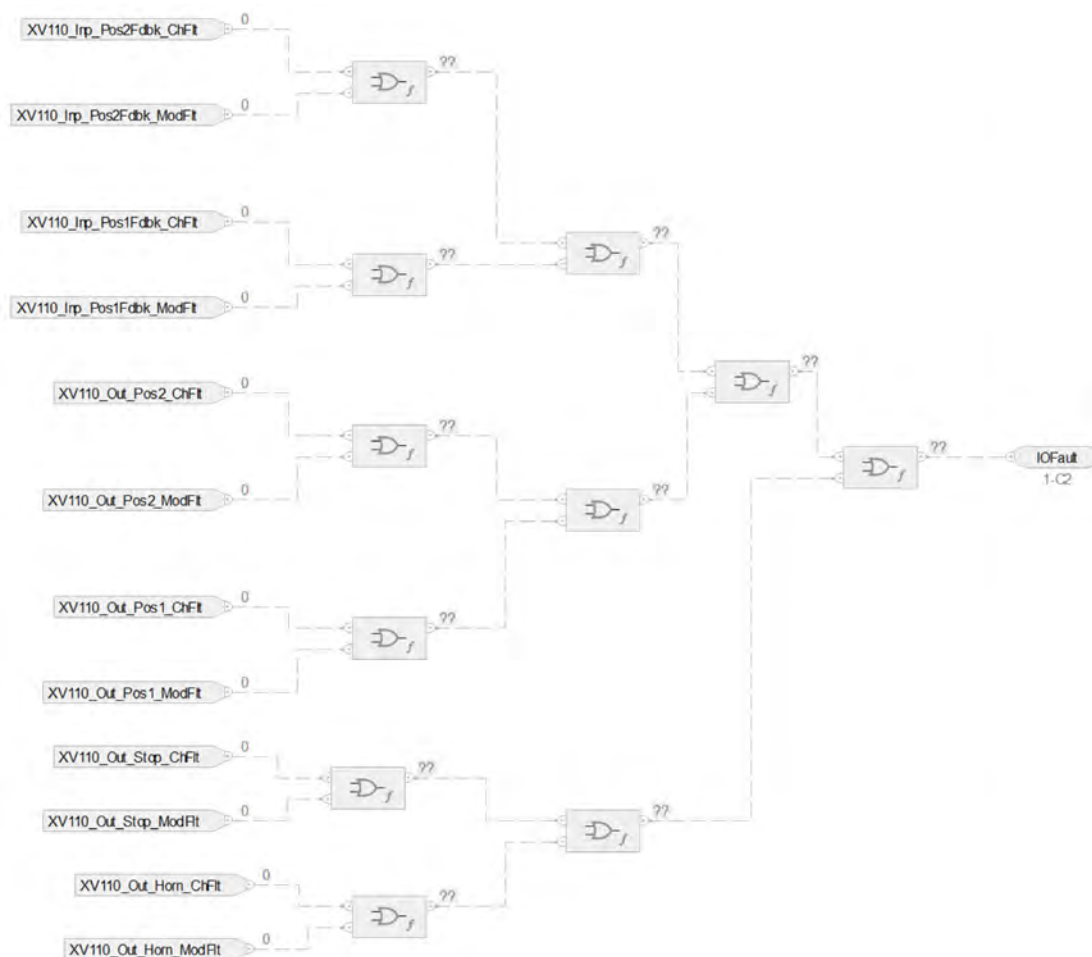 XV110_Inp_Pos2Fdbk_ChFlt
0
??
XV110_Inp_Pos2Fdbk_ModFlt
0
XV110_Inp_Pos1Fdbk_ChFlt
0
??
??
XV110_Inp_Pos1Fdbk_ModFlt
0
XV110_Out_Pos2_ChFlt
0
??
??
??
IOFault
1-C2
XV110_Out_Pos2_ModFlt
0
??
XV110_Out_Pos1_ChFlt
0
??
XV110_Out_Pos1_ModFlt
0
XV110_Out_Stop_ChFlt
0
??
XV110_Out_Stop_ModFlt
0
??
XV110_Out_Horn_ChFlt
0
??
XV110_Out_Horn_ModFlt
0
f
f
f
f
f
f
f
f
f
f
f